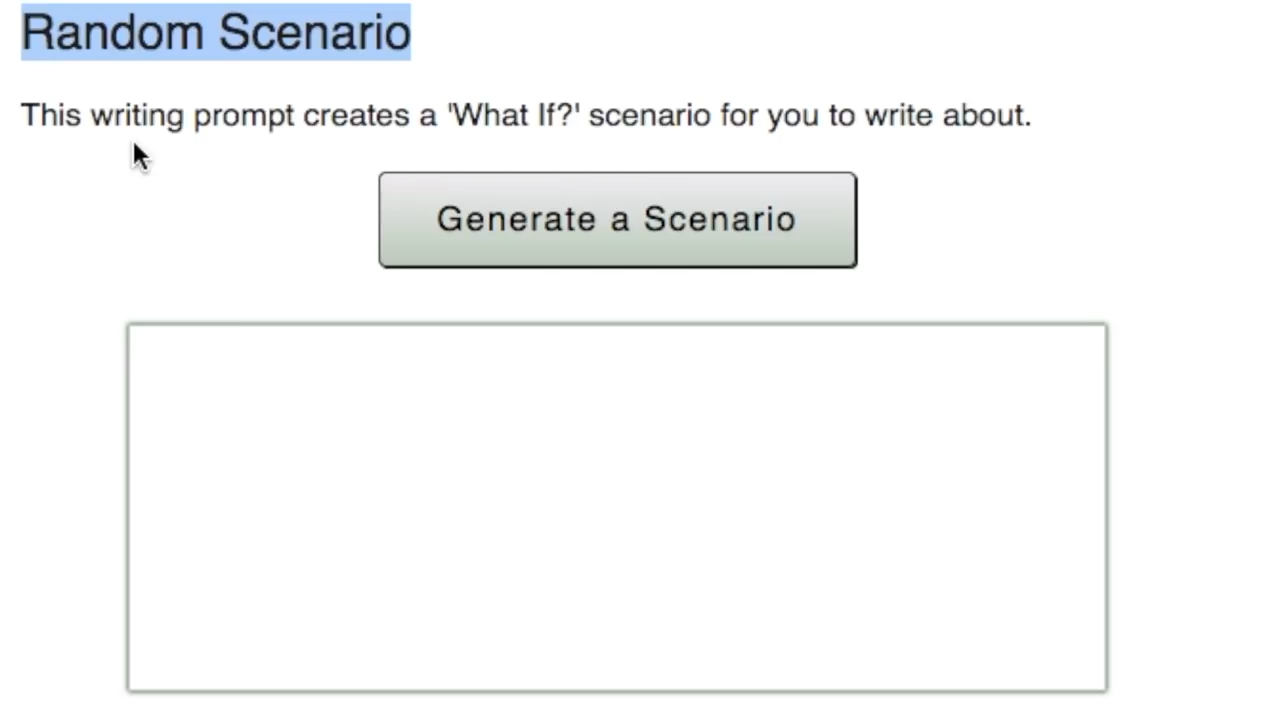 Random Scenario
This writing prompt creates a 'What If?' scenario for you to write about.
Generate a Scenario